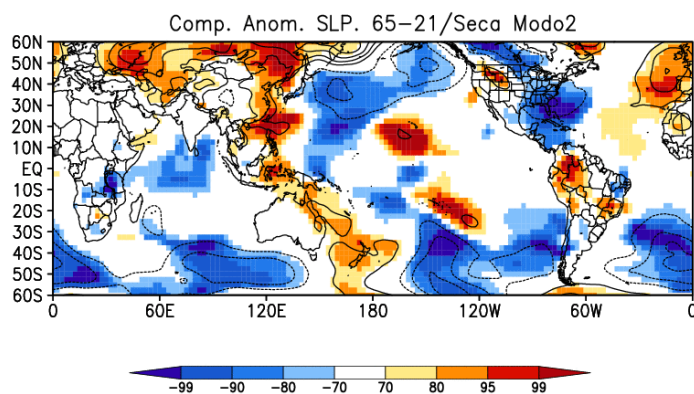 Comp. Anom. SLP. 65-21/Seca Modo2
60N
50N
40N
30N
20N
10N
EQ
10S
20S
30S
40S
50S
60S
0 60E 120E 180 120W 60W 0
-99 -90 -80 -70 70 80 95 99